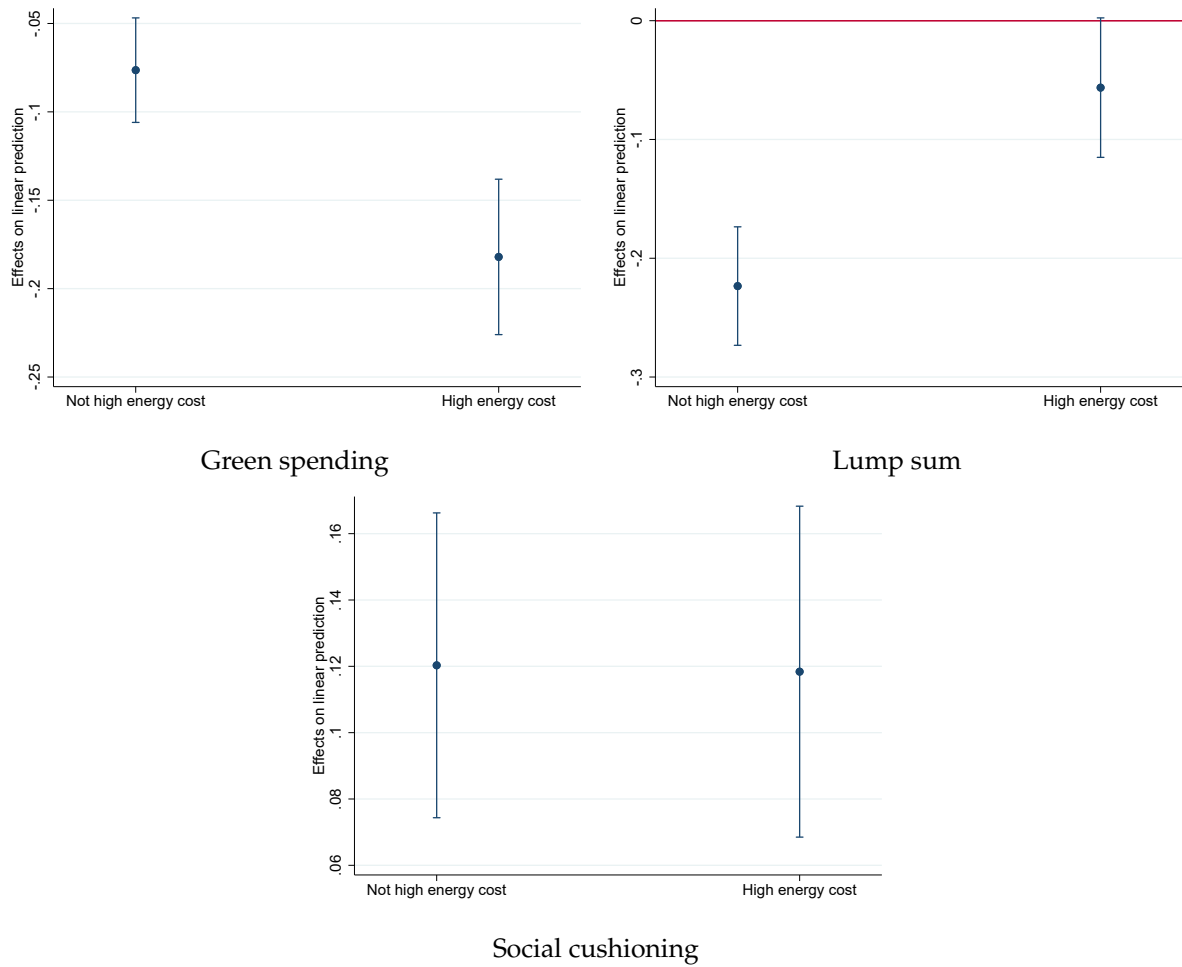 Effects on linear prediction
-.05
-.1
-.15
-.2
-.25
Not high energy cost
High energy cost
Green spending
Effects on linear prediction
0
-.1
-.2
-.3
Not high energy cost
High energy cost
Lump sum
Effects on linear prediction
.16
.14
.12
.1
.08
.06
Not high energy cost
High energy cost
Social cushioning